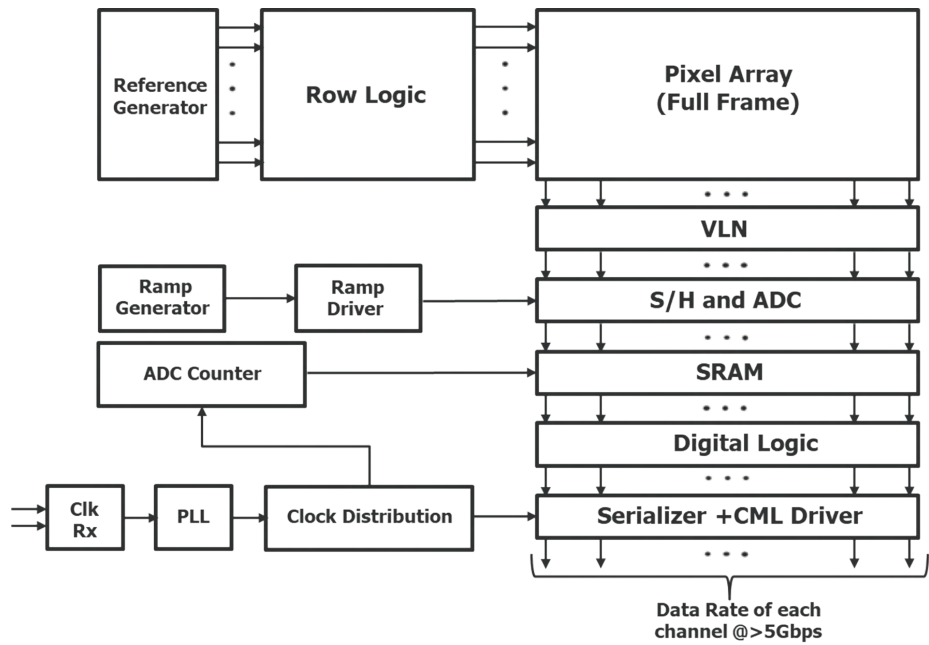 Reference
Generator
Row Logic
Pixel Array
(Full Frame)
VLN
Ramp
Generator
Ramp
Driver
S/H and ADC
ADC Counter
SRAM
Digital Logic
Clk
Rx
PLL
Clock Distribution
Serializer +CML Driver
Data Rate of each
channel @>5Gbps